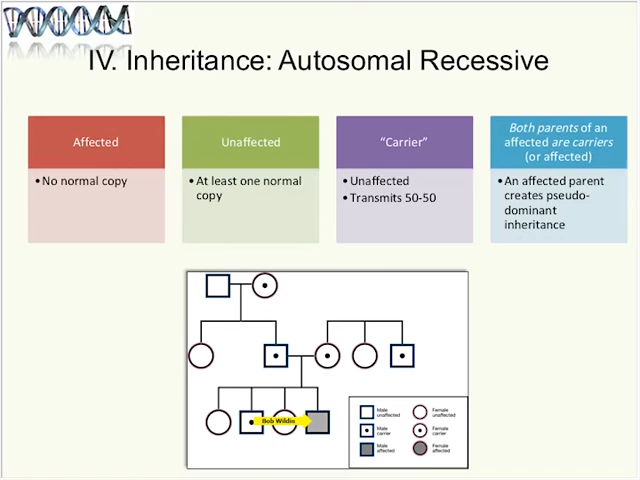 IV. Inheritance: Autosomal Recessive
Affected
•No normal copy
Unaffected
•At least one normal
copy
“Carrier”
•Unaffected
•Transmits 50-50
Both parents of an
affected are carriers
(or affected)
•An affected parent
creates pseudo-
dominant
inheritance
Bob Wildin
Male
unaffected
Female
unaffected
Male
carrier
Female
carrier
Male
affected
Female
affected